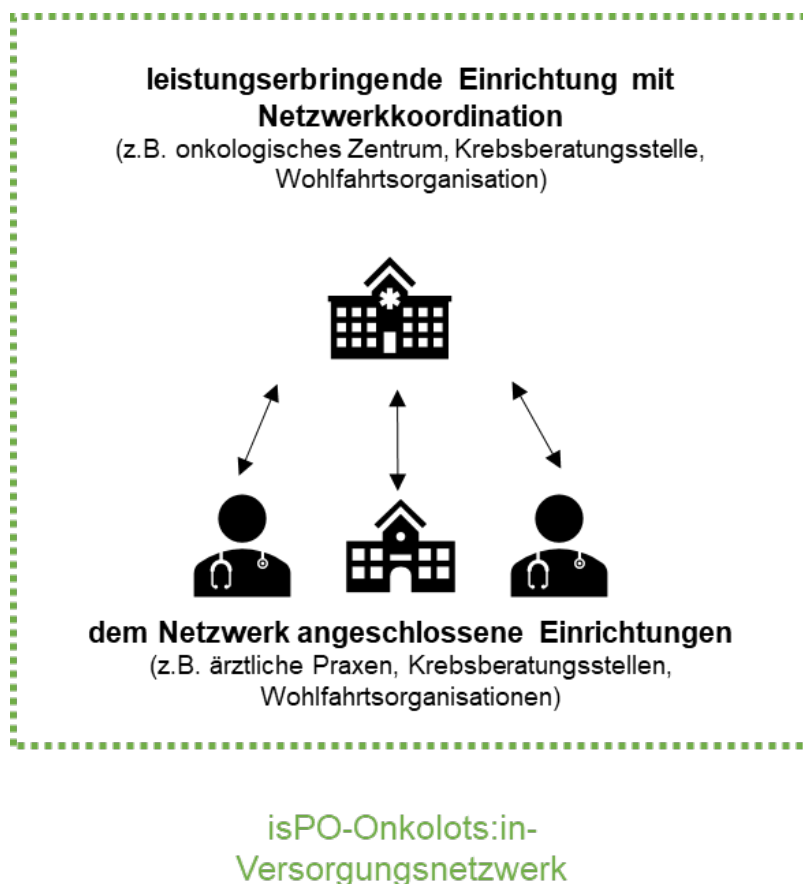 leistungserbringende Einrichtung mit
Netzwerkkoordination
(z.B. onkologisches Zentrum, Krebsberatungsstelle,
Wohlfahrtsorganisation)
dem Netzwerk angeschlossene Einrichtungen
(z.B. ärztliche Praxen, Krebsberatungsstellen,
Wohlfahrtsorganisationen)
isPO-Onkolots:in-
Versorgungsnetzwerk